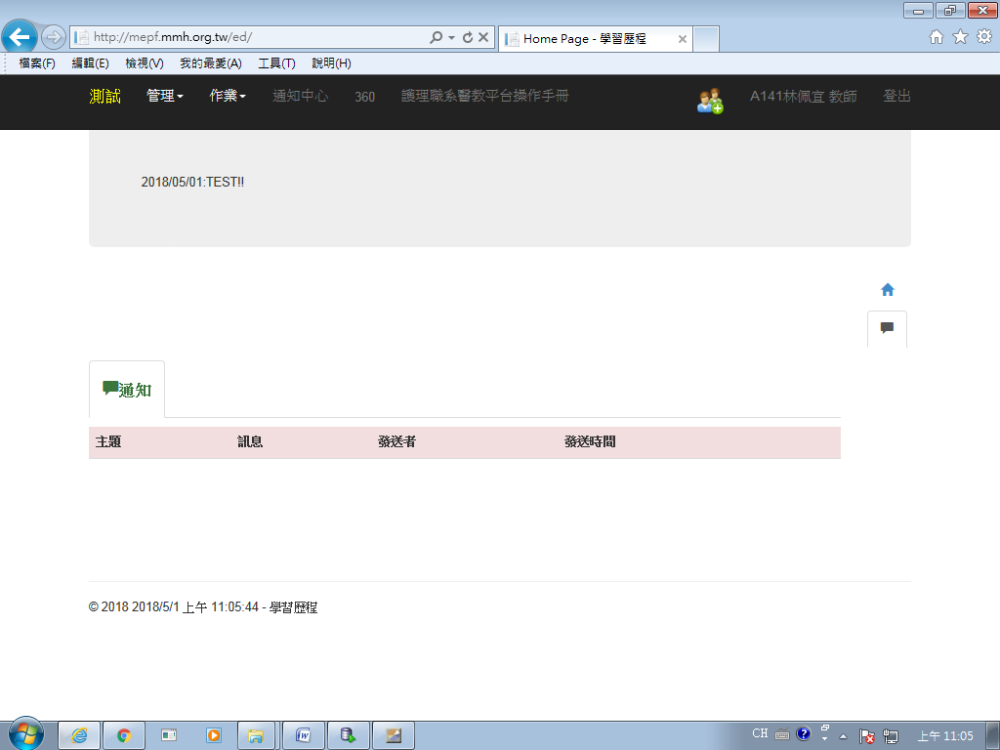 http://mepf.mmh.org.tw/ed/
Home Page - 學習歷程
檔案(F) 編輯(E) 檢視(V) 我的最愛(A) 工具(T) 說明(H)
測試 管理 作業 通知中心 360 護理職系醫教平台操作手冊 A141林佩宜 教師 登出
2018/05/01:TEST!!
通知
主題 訊息 發送者 發送時間
© 2018 2018/5/1 上午 11:05:44 - 學習歷程
CH 上午 11:05